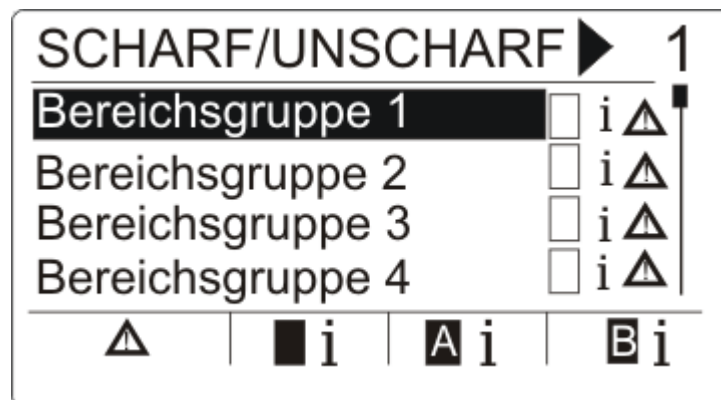 SCHARF/UNSCHARF 1
Bereichsgruppe 1 i
Bereichsgruppe 2 i
Bereichsgruppe 3 i
Bereichsgruppe 4 i
i A i B i